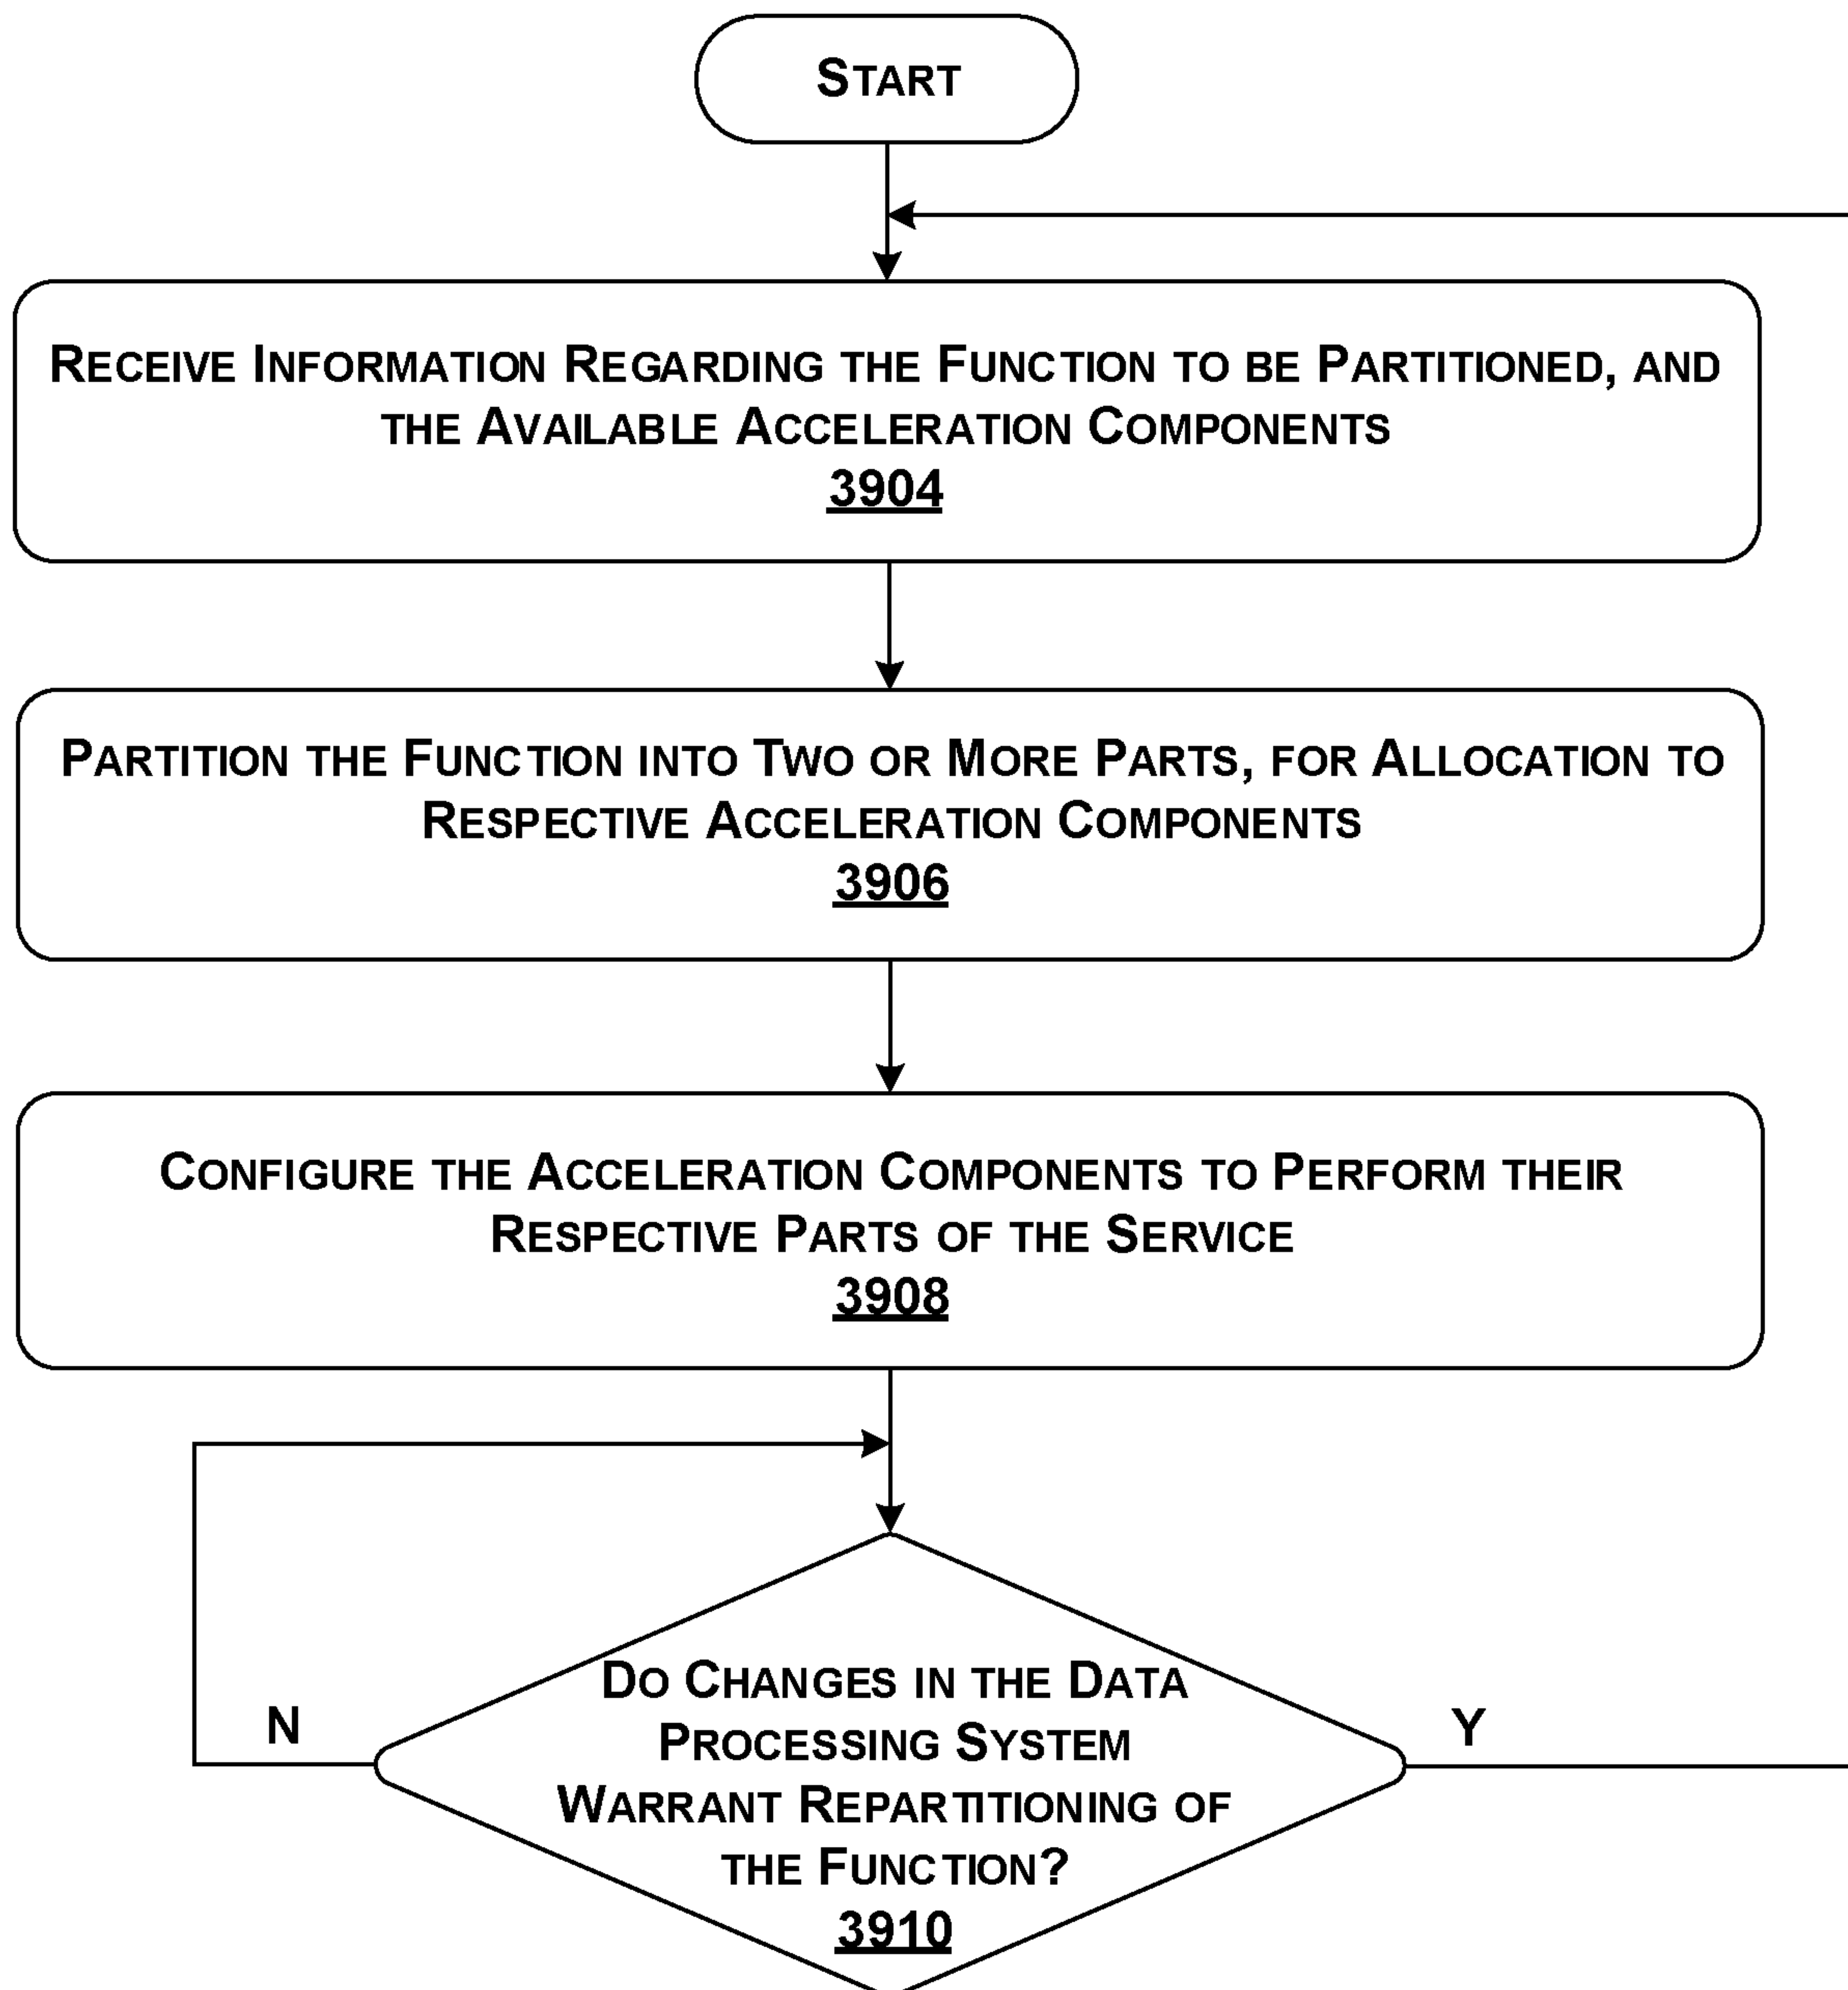 START
RECEIVE INFORMATION REGARDING THE FUNCTION TO BE PARTITIONED, AND
THE AVAILABLE ACCELERATION COMPONENTS
3904
PARTITION THE FUNCTION INTO TWO OR MORE PARTS, FOR ALLOCATION TO
RESPECTIVE ACCELERATION COMPONENTS
3906
CONFIGURE THE ACCELERATION COMPONENTS TO PERFORM THEIR
RESPECTIVE PARTS OF THE SERVICE
3908
DO CHANGES IN THE DATA
PROCESSING SYSTEM
WARRANT REPARTITIONING OF
THE FUNCTION?
3910
N
Y